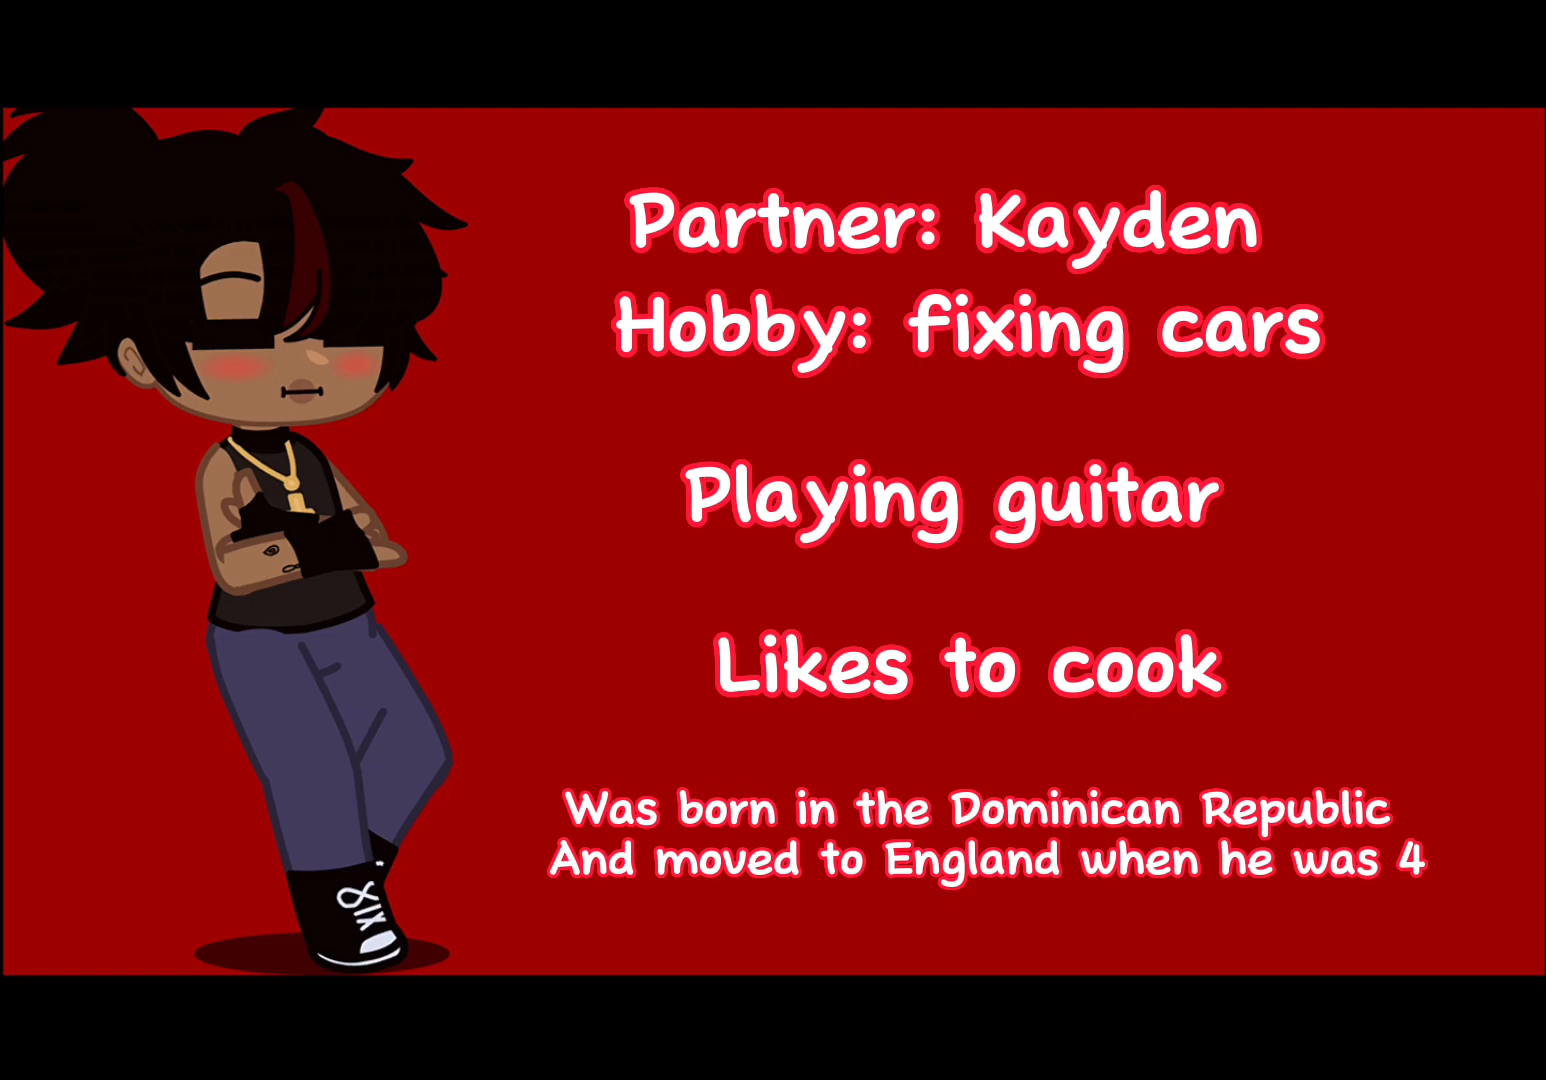 Partner: Kayden
Hobby: fixing cars
Playing guitar
Likes to cook
Was born in the Dominican Republic
And moved to England when he was 4